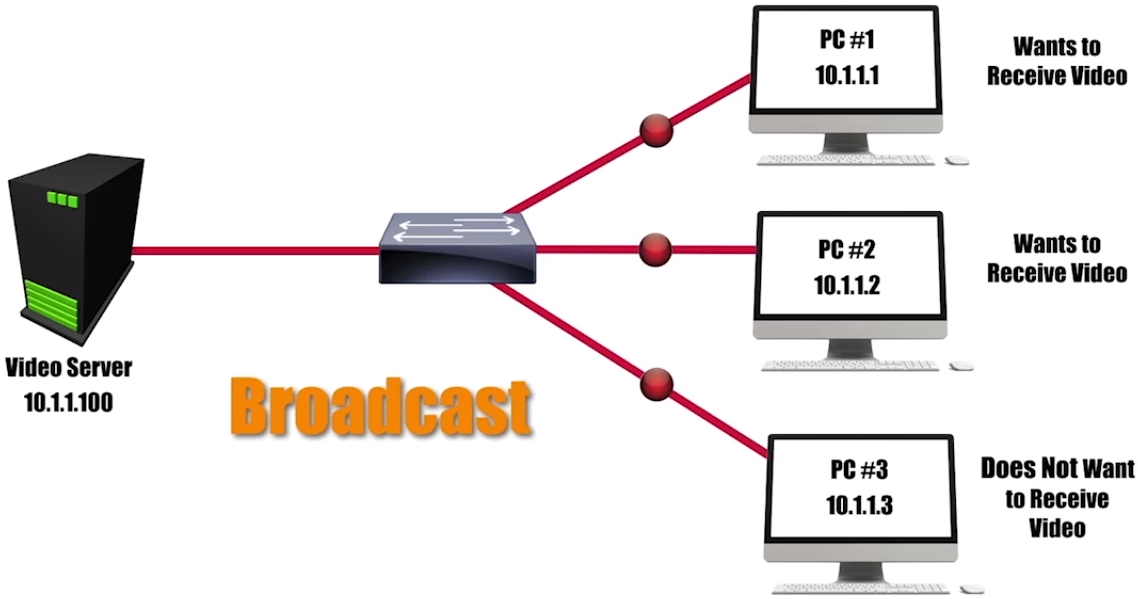 PC #1
10.1.1.1
Wants to
Receive Video
PC #2
10.1.1.2
Wants to
Receive Video
Video Server
10.1.1.100
Broadcast
PC #3
10.1.1.3
Does Not Want
to Receive
Video